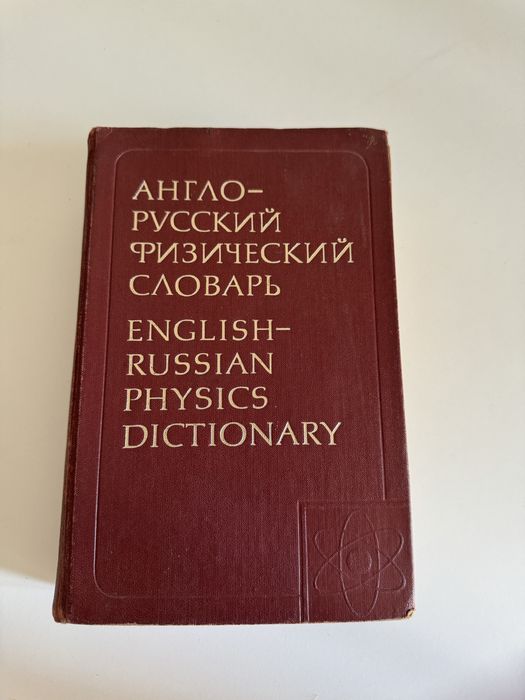 АНГЛО-
РУССКИЙ
ФИЗИЧЕСКИЙ
СЛОВАРЬ
ENGLISH-
RUSSIAN
PHYSICS
DICTIONARY